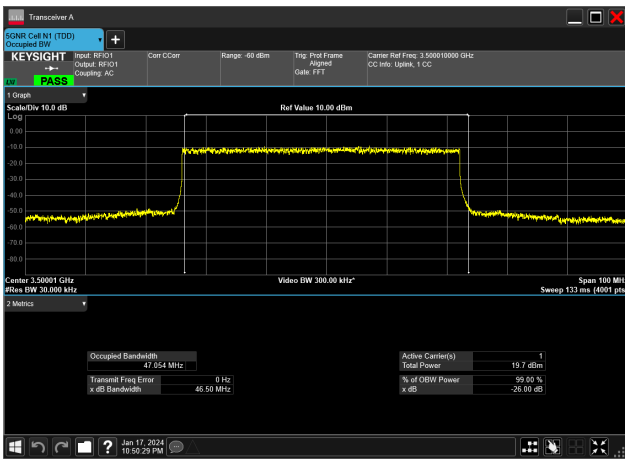 Transceiver A
5GNR Cell N1 (TDD)
Occupied BW
KEYSIGHT
PASS
Input: RFIO1
Output: RFIO1
Coupling: AC
Corr CCorr
Range: -60 dBm
Trig: Prot Frame
Aligned
Gate: FFT
Carrier Ref Freq: 3.500010000 GHz
CC Info: Uplink, 1 CC
1 Graph
Scale/Div 10.0 dB
Ref Value 10.00 dBm
Log
0.00
-10.0
-20.0
-30.0
-40.0
-50.0
-60.0
-70.0
-80.0
Center 3.50001 GHz
Video BW 300.00 kHz^
Span 100 MHz
#Res BW 30.000 kHz
Sweep 133 ms (4001 pts
2 Metrics
Occupied Bandwidth
47.054 MHz
Transmit Freq Error 0 Hz
x dB Bandwidth 46.50 MHz
Active Carrier(s) 1
Total Power 19.7 dBm
% of OBW Power 99.00 %
x dB -26.00 dB
Jan 17, 2024
10:50:29 PM